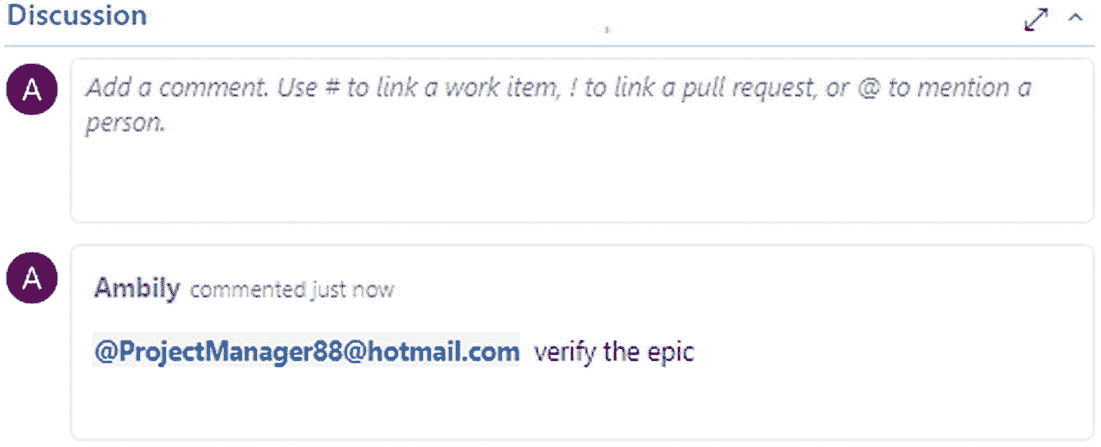 Discussion
A
Add a comment. Use # to link a work item, ! to link a pull request, or @ to mention a
person.
A
Ambily commented just now
@ProjectManager88@hotmail.com verify the epic